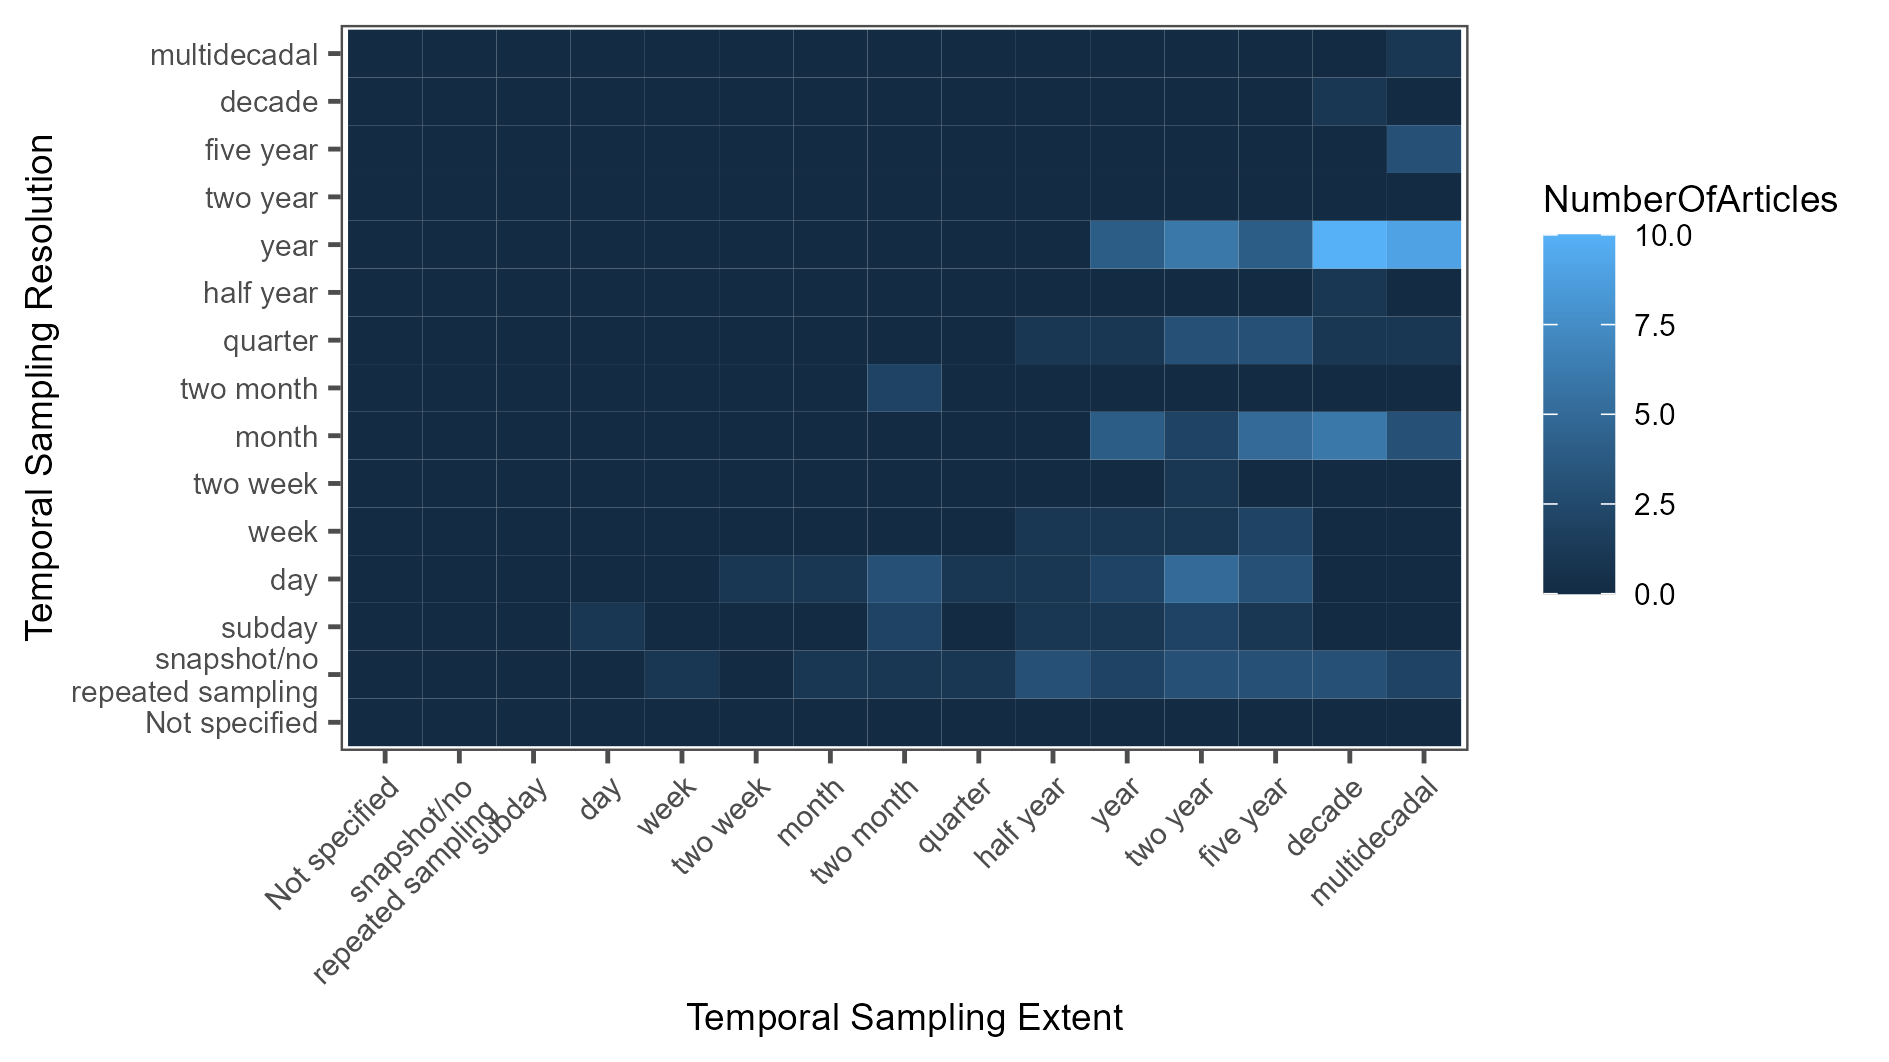 Temporal Sampling Resolution
multidecadal
decade
five year
two year
year
half year
quarter
two month
month
two week
week
day
subday
snapshot/no
repeated sampling
Not specified
Not specified
snapshot/no
repeated sampling
subday
day
week
two week
month
two month
quarter
half year
year
two year
five year
decade
multidecadal
Temporal Sampling Extent
NumberOfArticles
10.0
7.5
5.0
2.5
0.0